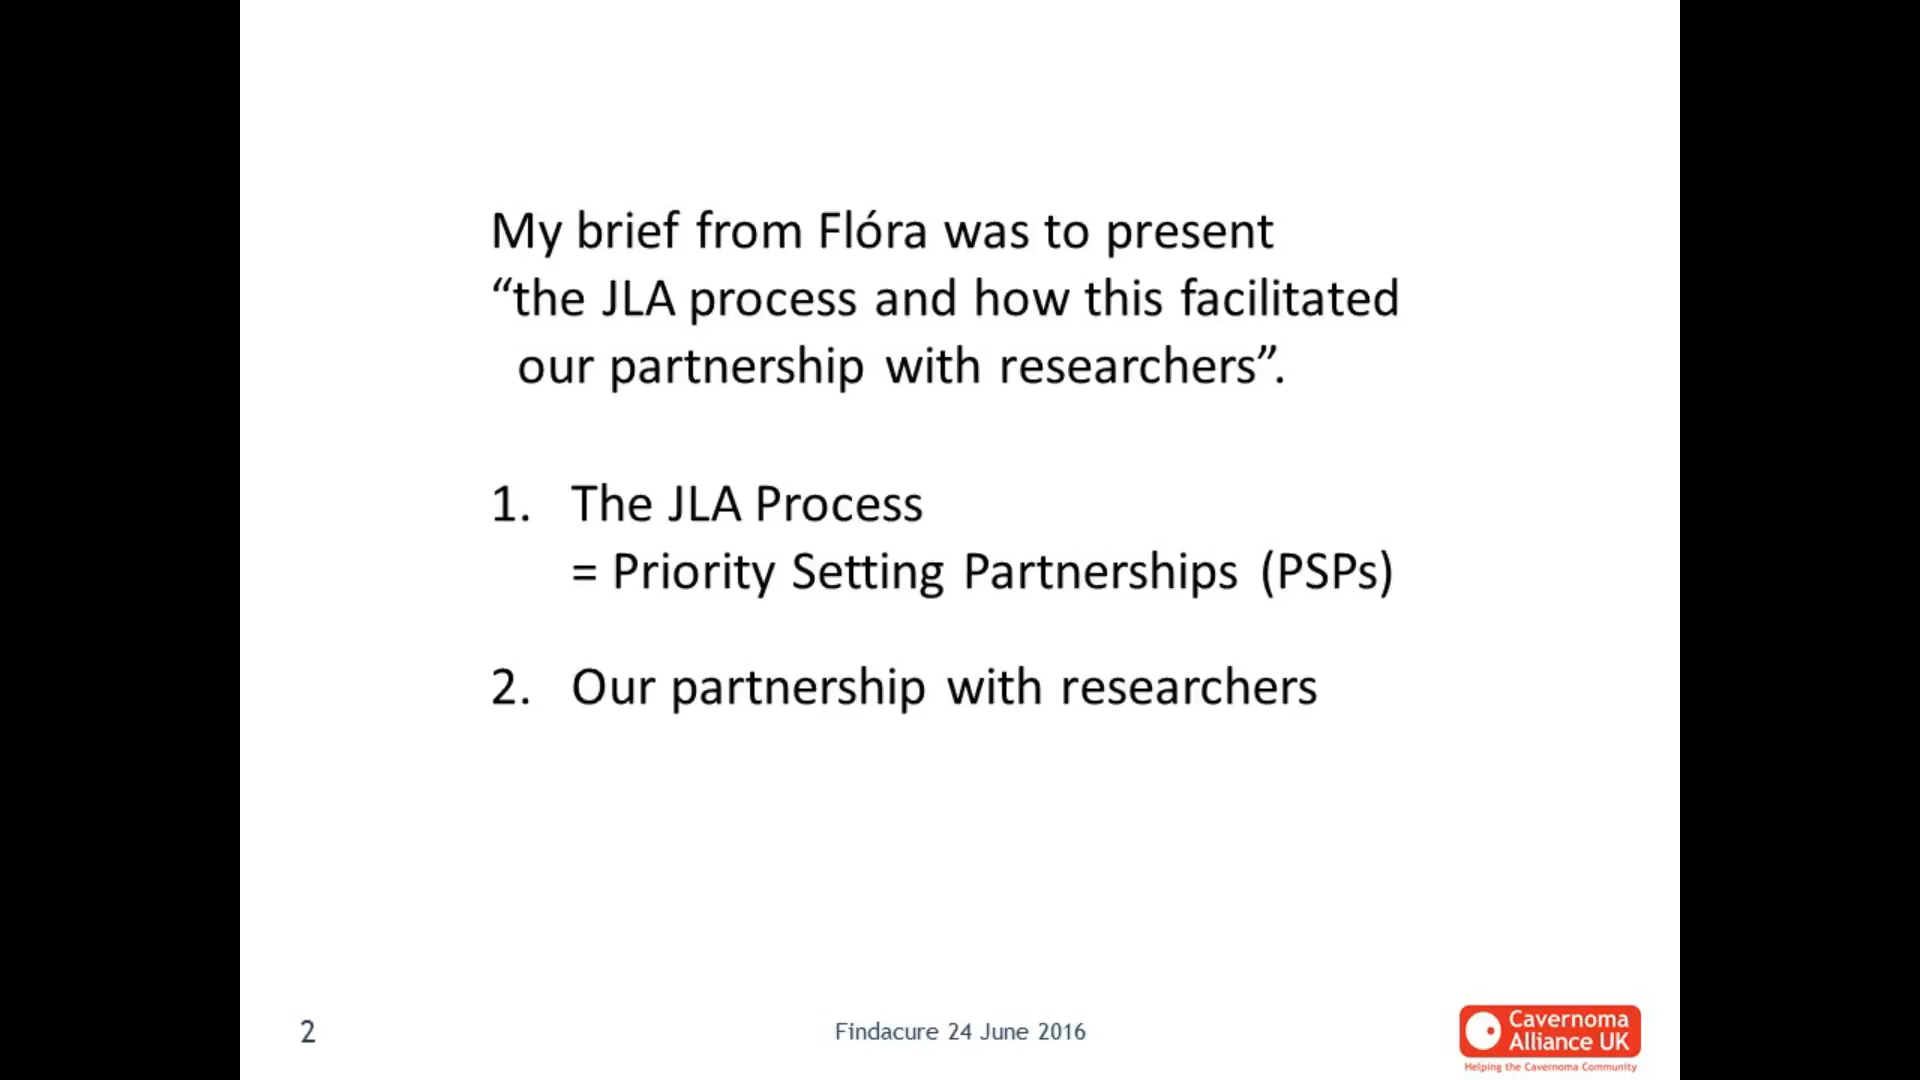 My brief from Flóra was to present
“the JLA process and how this facilitated
our partnership with researchers”.
1. The JLA Process
= Priority Setting Partnerships (PSPs)
2. Our partnership with researchers
2
Findacure 24 June 2016
Cavernoma
Alliance UK
Helping the Cavernoma Community